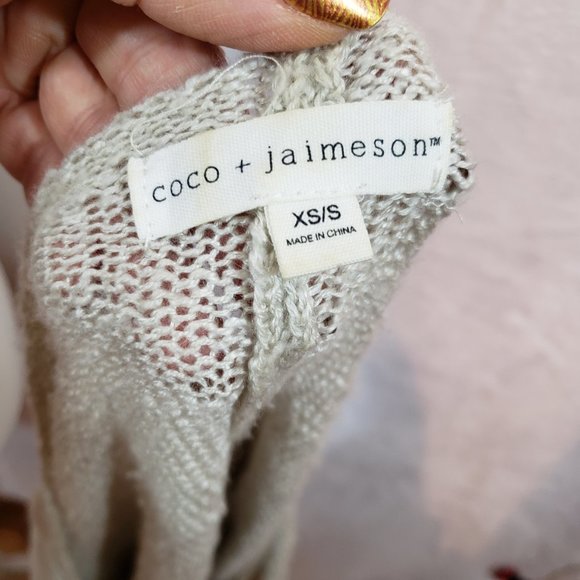 coco + jaimeson™
XS/S
MADE IN CHINA